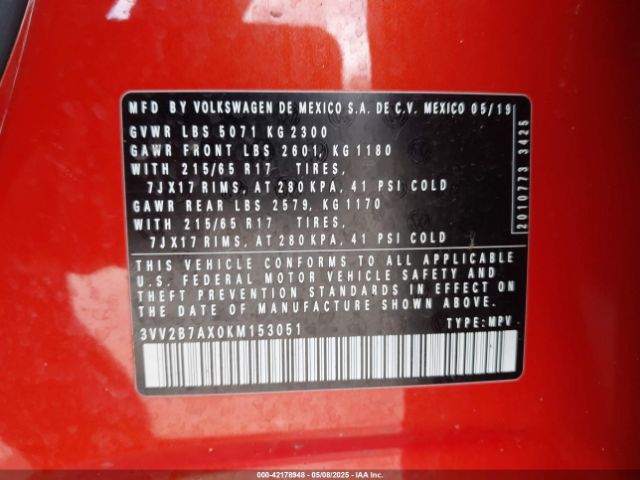 MFD BY VOLKSWAGEN DE MEXICO S.A. DE C.V. MEXICO 05/19
GVWR LBS 5071 KG 2300
GAWR FRONT LBS 2601, KG 1180
WITH 215/65 R17 TIRES,
7JX17 RIMS, AT 280 KPA, 41 PSI COLD
GAWR REAR LBS 2579, KG 1170
WITH 215/65 R17 TIRES,
7JX17 RIMS, AT 280 KPA, 41 PSI COLD
THIS VEHICLE CONFORMS TO ALL APPLICABLE
U.S. FEDERAL MOTOR VEHICLE SAFETY AND
THEFT PREVENTION STANDARDS IN EFFECT ON
THE DATE OF MANUFACTURE SHOWN ABOVE.
3VV2B7AX0KM153051 TYPE: MPV
2010773 3425
000-42178948 - 05/08/2025 - IAA Inc.